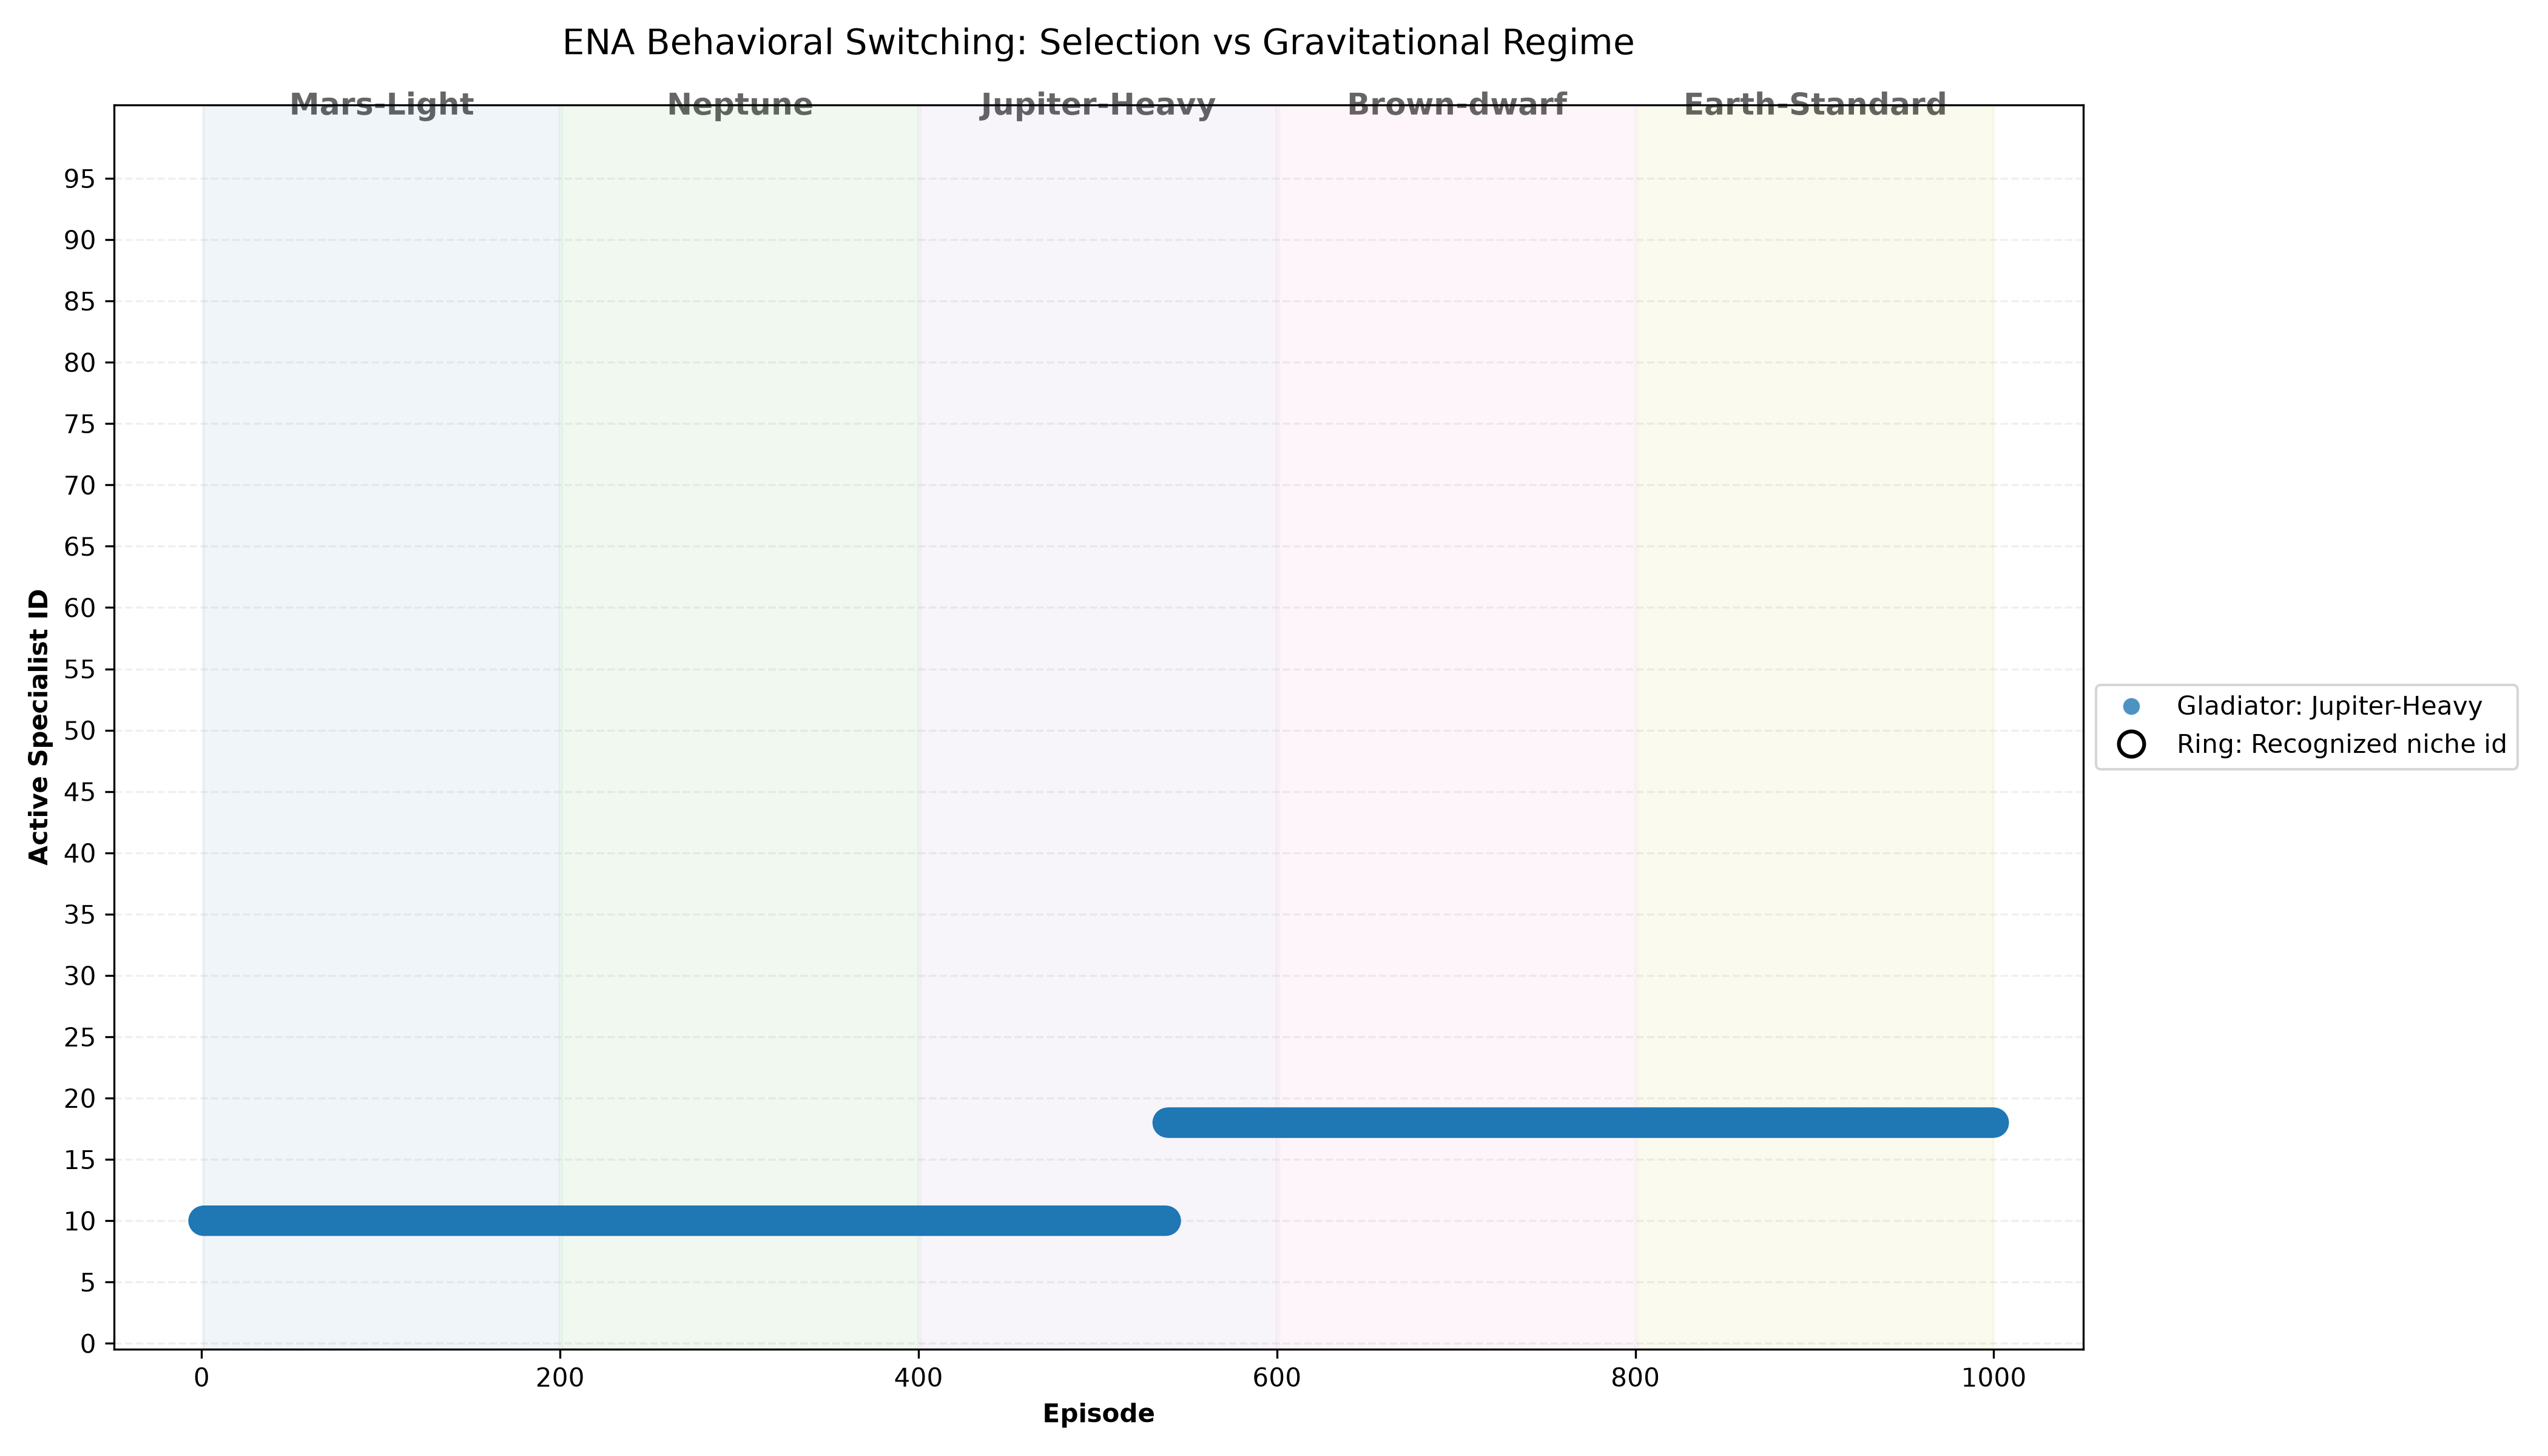 ENA Behavioral Switching: Selection vs Gravitational Regime
Mars-Light Neptune Jupiter-Heavy Brown-dwarf Earth-Standard
95
90
85
80
75
70
65
60
55
50
45
40
35
30
25
20
15
10
5
0
Active Specialist ID
0 200 400 600 800 1000
Episode
Gladiator: Jupiter-Heavy
Ring: Recognized niche id